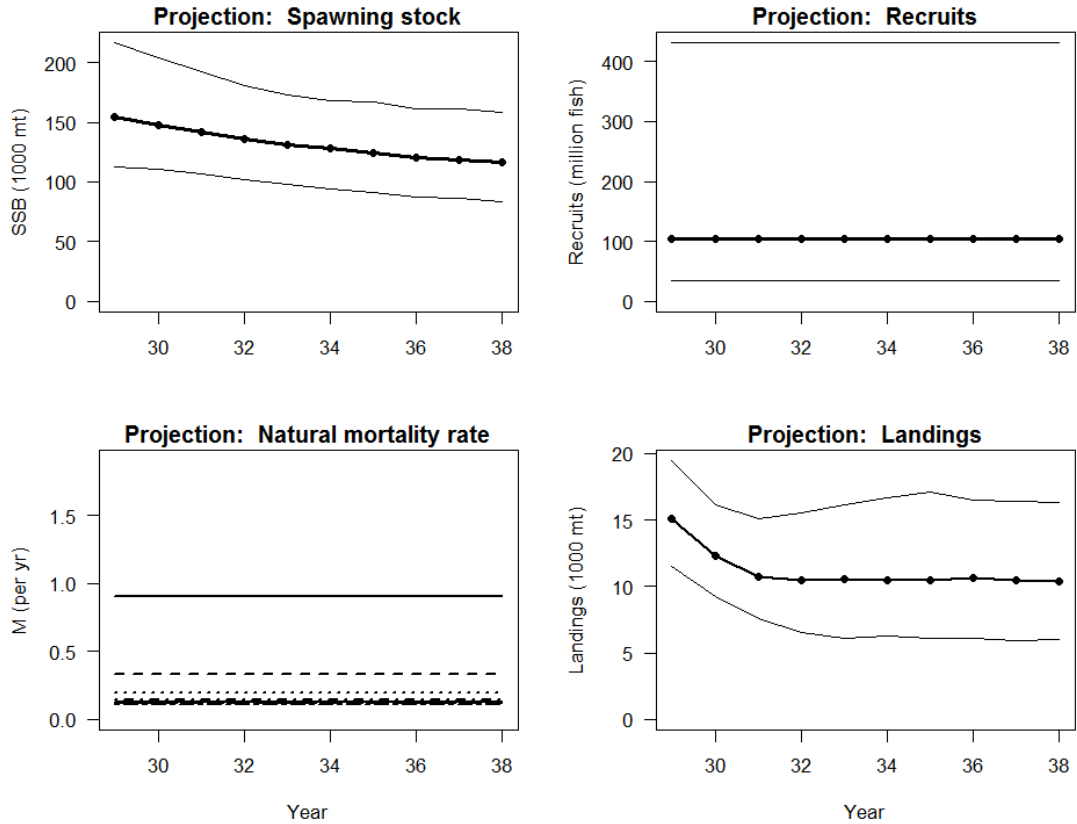 Projection: Spawning stock
SSB (1000 mt)
200
150
100
50
0
30 32 34 36 38
Projection: Recruits
Recruits (million fish)
400
300
200
100
0
30 32 34 36 38
Projection: Natural mortality rate
M (per yr)
1.5
1.0
0.5
0.0
30 32 34 36 38
Year
Projection: Landings
Landings (1000 mt)
20
15
10
5
0
30 32 34 36 38
Year